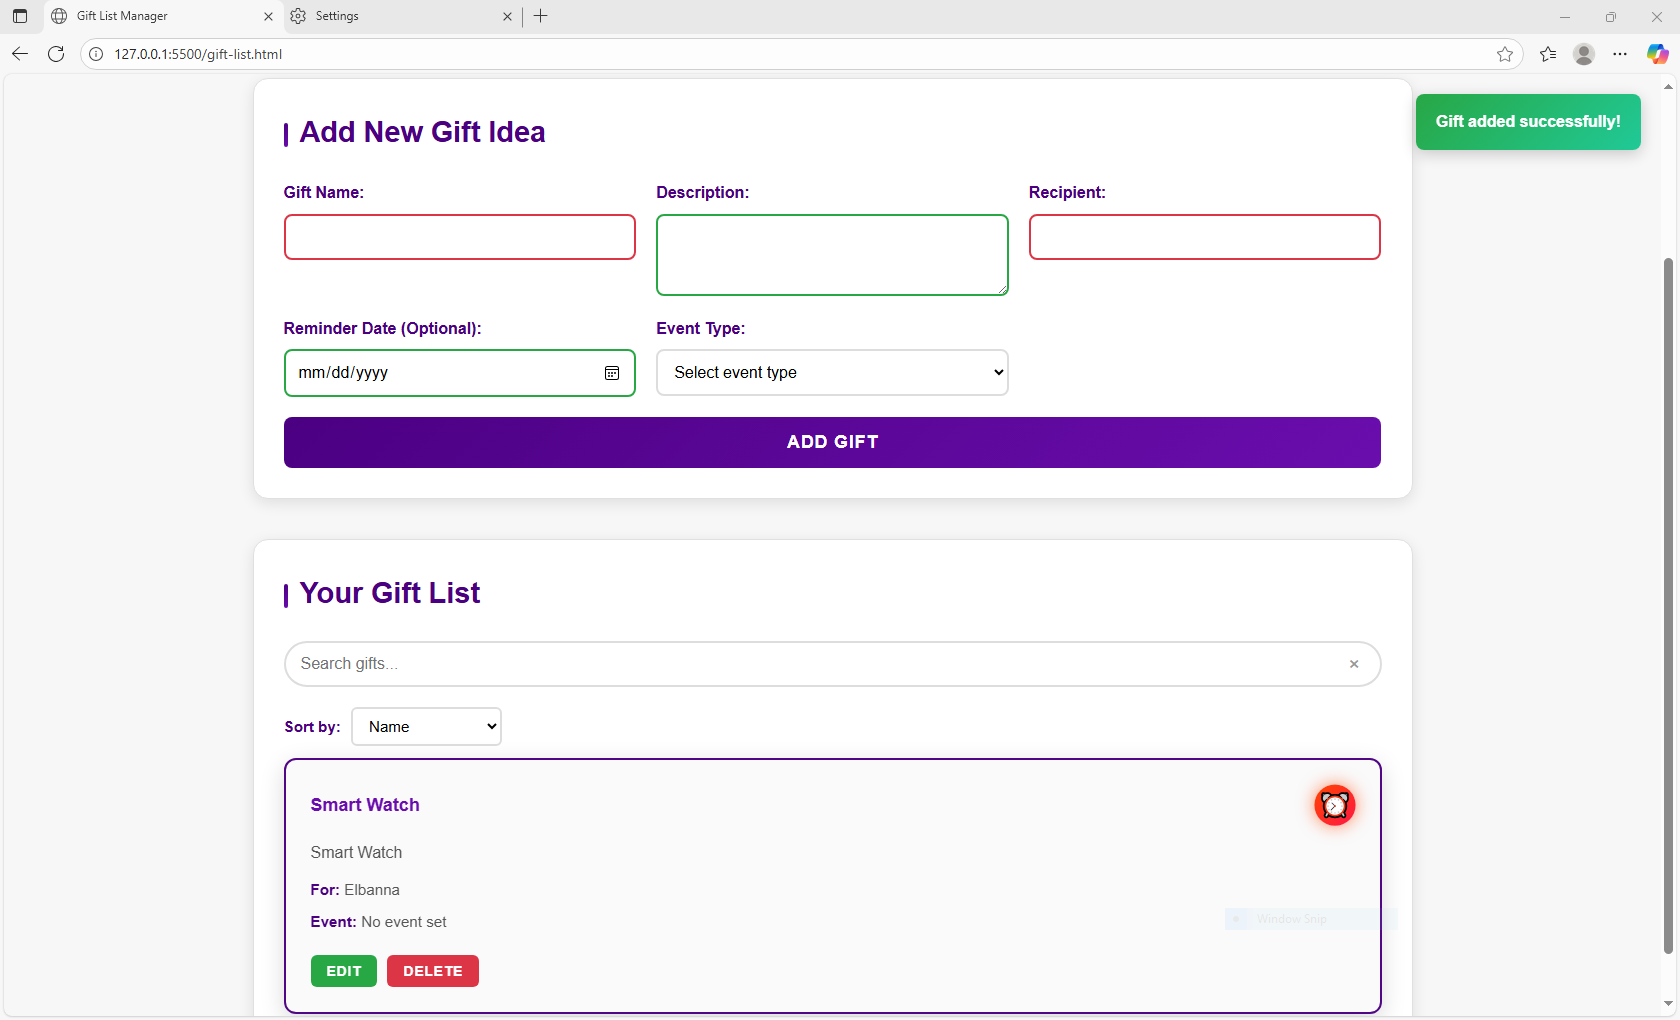 Gift List Manager
Settings
127.0.0.1:5500/gift-list.html
Gift added successfully!
Add New Gift Idea
Gift Name:
Description:
Recipient:
Reminder Date (Optional):
Event Type:
mm/dd/yyyy
Select event type
ADD GIFT
Your Gift List
Search gifts...
Sort by:
Name
Smart Watch
Smart Watch
For: Elbanna
Event: No event set
Window Snip
EDIT
DELETE